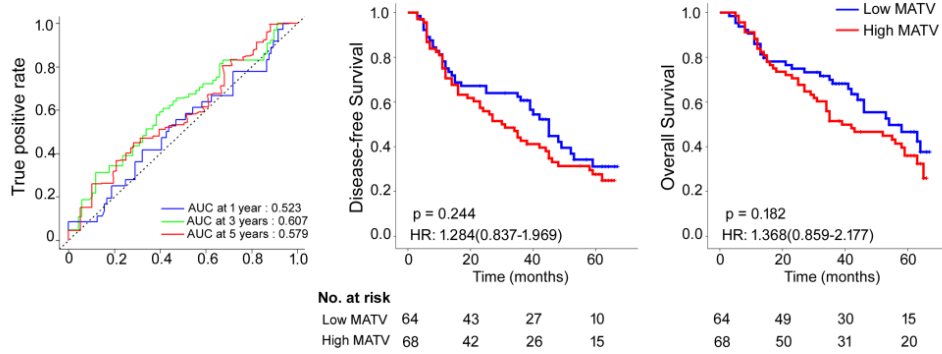 True positive rate
1.0
0.8
0.6
0.4
0.2
0
0 0.2 0.4 0.6 0.8 1.0
AUC at 1 year : 0.523
AUC at 3 years : 0.607
AUC at 5 years : 0.579
Disease-free Survival
1.0
0.8
0.6
0.4
0.2
0.0
p = 0.244
HR: 1.284(0.837-1.969)
0 20 40 60
Time (months)
Overall Survival
1.0
0.8
0.6
0.4
0.2
0.0
Low MATV
High MATV
p = 0.182
HR: 1.368(0.859-2.177)
0 20 40 60
Time (months)
No. at risk
Low MATV 64 43 27 10 64 49 30 15
High MATV 68 42 26 15 68 50 31 20